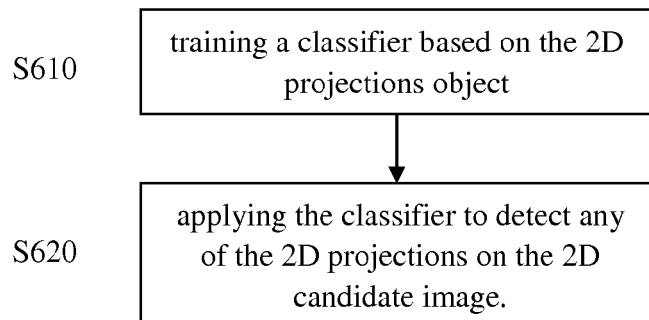 S610
training a classifier based on the 2D
projections object
S620
applying the classifier to detect any
of the 2D projections on the 2D
candidate image.